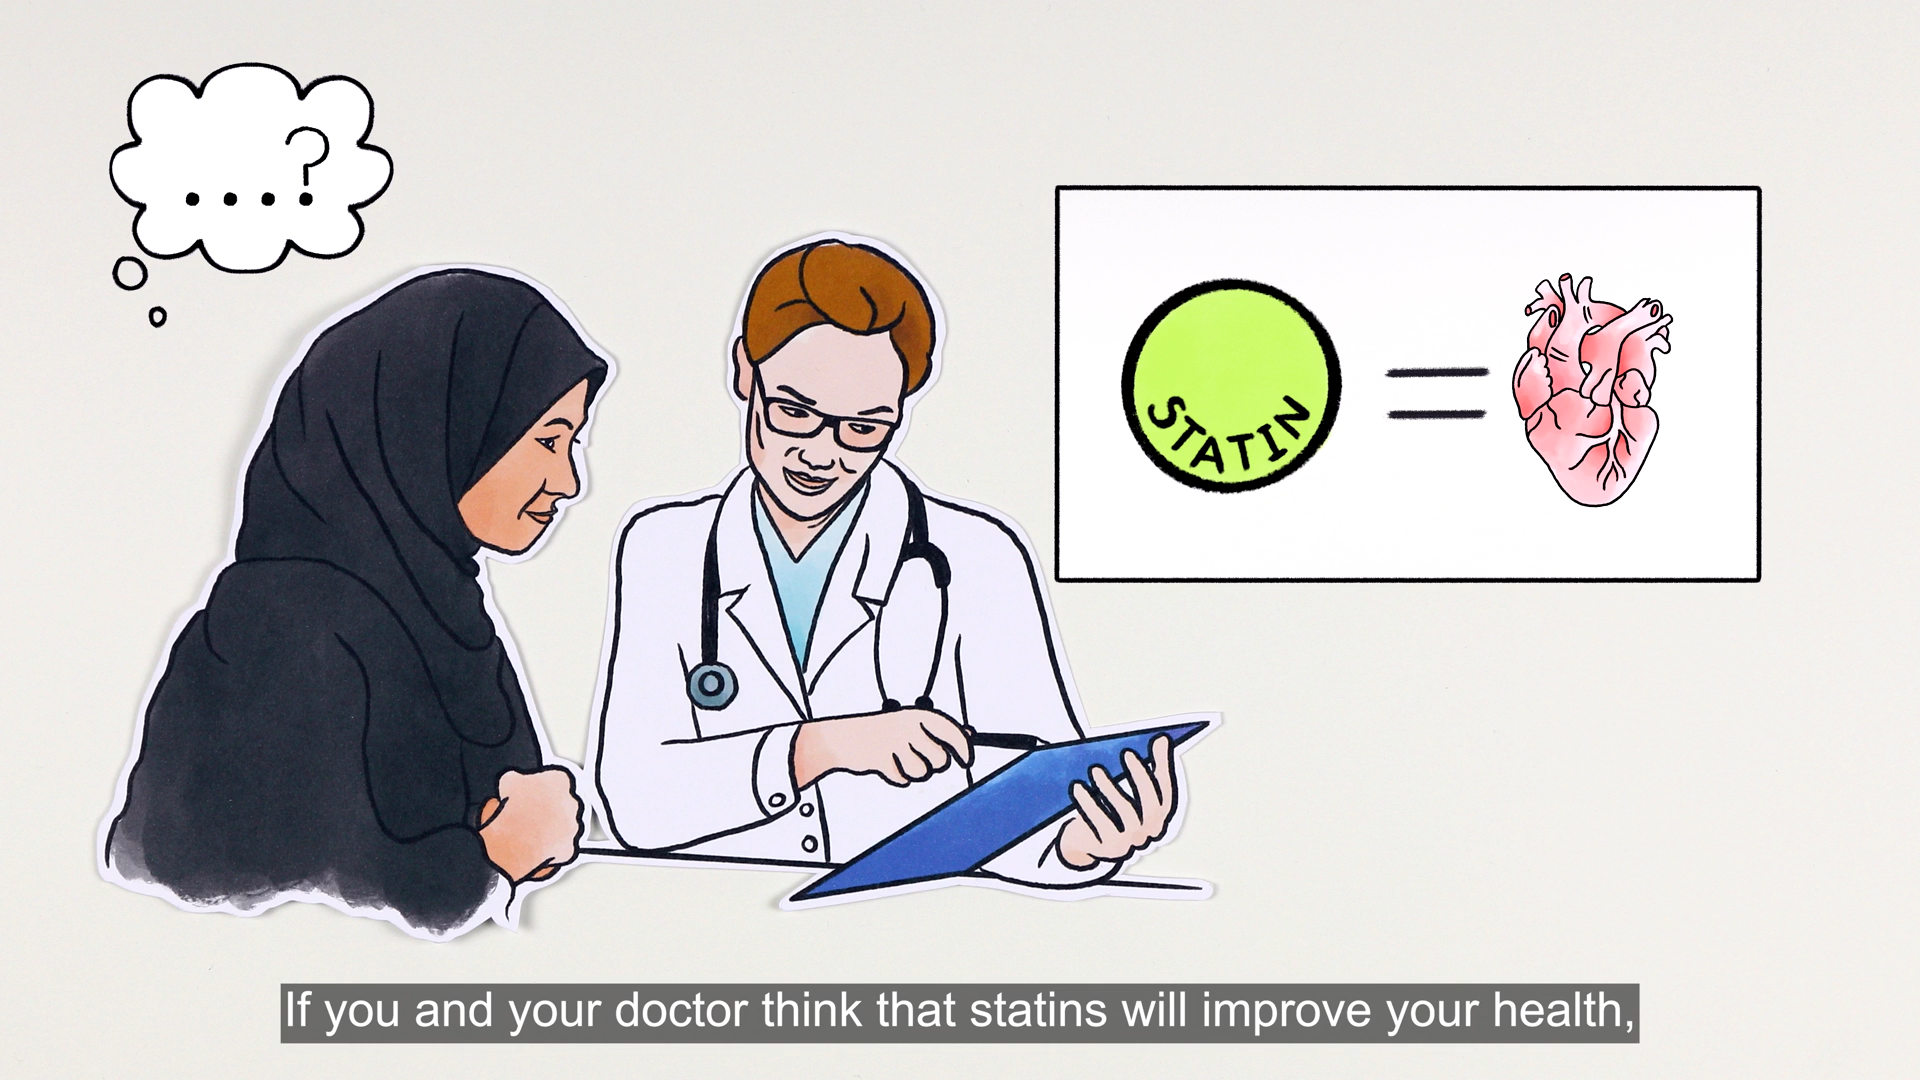 ....?
STATIN
If you and your doctor think that statins will improve your health,